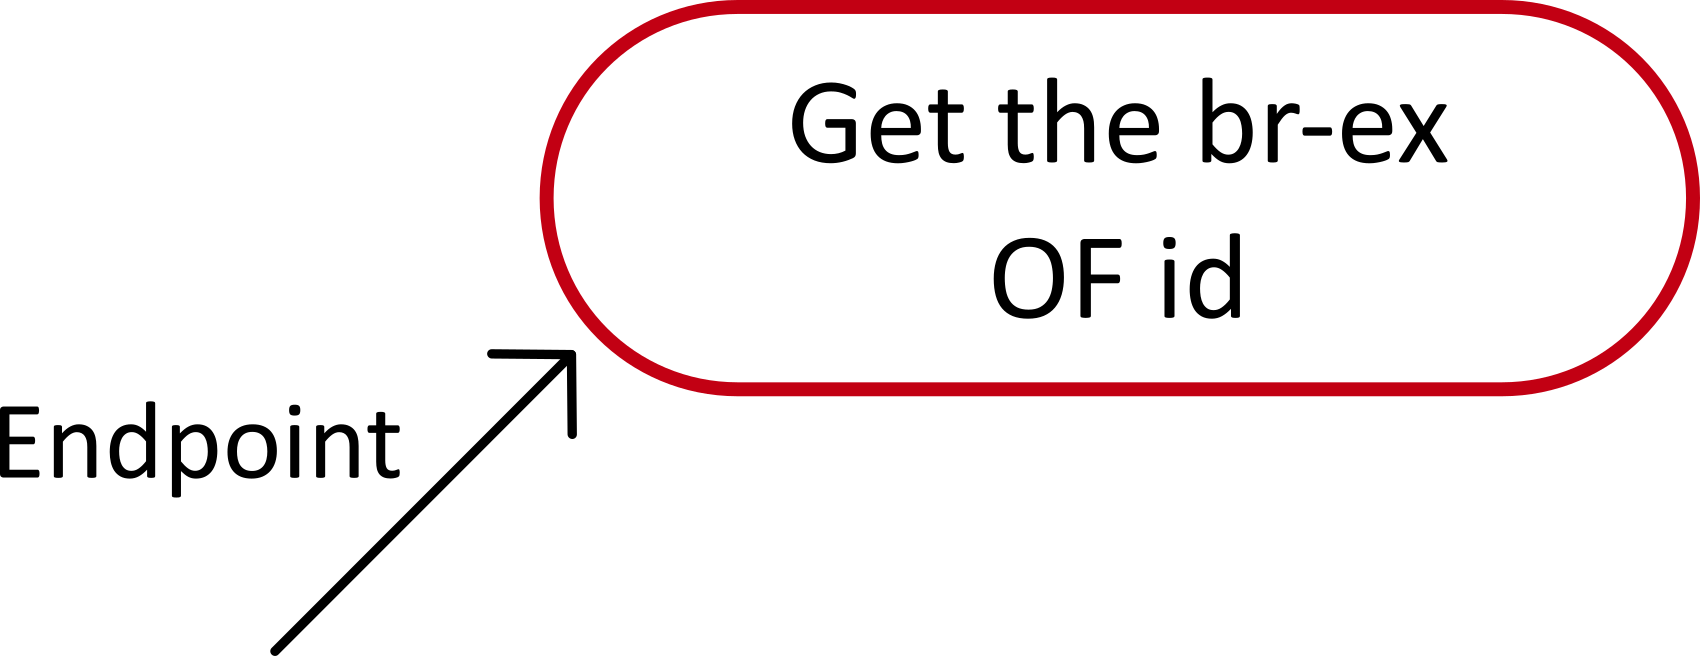 Get the br-ex
OF id
Endpoint